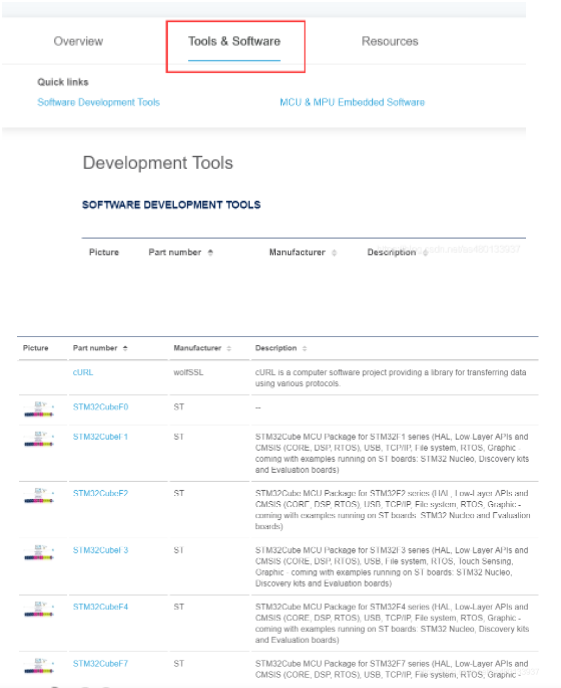 Overview Tools & Software Resources
Quick links
Software Development Tools MCU & MPU Embedded Software
Development Tools
SOFTWARE DEVELOPMENT TOOLS
Picture Part number Manufacturer Description
Picture Part number Manufacturer Description
cURL wolfSSL cURL is a computer software project providing a library for transferring data
using various protocols.
STM32CubeF0 ST --
STM32CubeF1 ST STM32Cube MCU Package for STM32F1 series (HAL, Low-Layer APIs and
CMSIS (CORE, DSP, RTOS), USB, TCP/IP, File system, RTOS, Graphic -
coming with examples running on ST boards: STM32 Nucleo, Discovery kits
and Evaluation boards)
STM32CubeF2 ST STM32Cube MCU Package for STM32F2 series (HAL, Low-Layer APIs and
CMSIS (CORE, DSP, RTOS), USB, TCP/IP, File system, RTOS, Graphic -
coming with examples running on ST boards: STM32 Nucleo and Evaluation
boards)
STM32CubeF3 ST STM32Cube MCU Package for STM32F3 series (HAL, Low-Layer APIs and
CMSIS (CORE, DSP, RTOS), USB, File system, RTOS, Touch Sensing,
Graphic - coming with examples running on ST boards: STM32 Nucleo,
Discovery kits and Evaluation boards)
STM32CubeF4 ST STM32Cube MCU Package for STM32F4 series (HAL, Low-Layer APIs and
CMSIS (CORE, DSP, RTOS), USB, TCP/IP, File system, RTOS, Graphic -
coming with examples running on ST boards: STM32 Nucleo, Discovery kits
and Evaluation boards)
STM32CubeF7 ST STM32Cube MCU Package for STM32F7 series (HAL, Low-Layer APIs and
CMSIS (CORE, DSP, RTOS), USB, TCP/IP, File system, RTOS, Graphic -